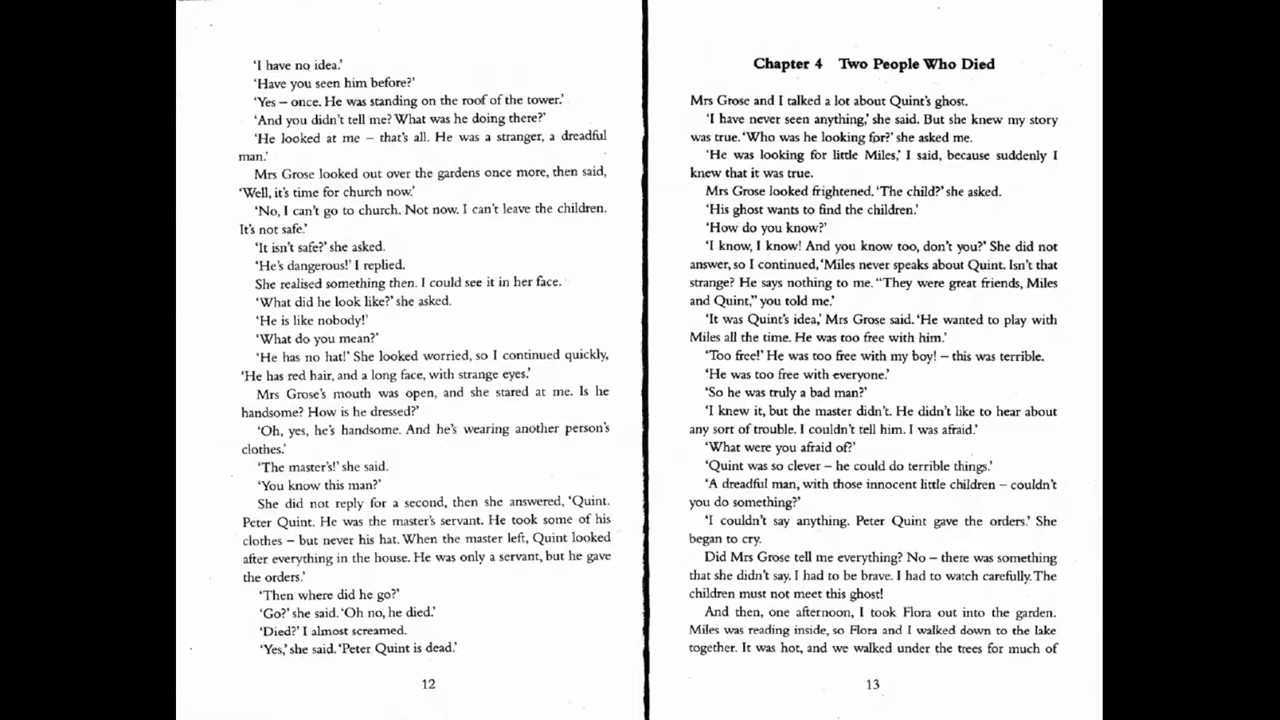 ‘I have no idea.’
‘Have you seen him before?’
‘Yes – once. He was standing on the roof of the tower.’
‘And you didn’t tell me? What was he doing there?’
‘He looked at me – that’s all. He was a stranger, a dreadful
man.’
Mrs Grose looked out over the gardens once more, then said,
‘Well, it’s time for church now.’
‘No, I can’t go to church. Not now. I can’t leave the children.
It’s not safe.’
‘It isn’t safe?’ she asked.
‘He’s dangerous!’ I replied.
She realised something then. I could see it in her face.
‘What did he look like?’ she asked.
‘He is like nobody!’
‘What do you mean?’
‘He has no hat!’ She looked worried, so I continued quickly,
‘He has red hair, and a long face, with strange eyes.’
Mrs Grose’s mouth was open, and she stared at me. Is he
handsome? How is he dressed?’
‘Oh, yes, he’s handsome. And he’s wearing another person’s
clothes.’
‘The master’s!’ she said.
‘You know this man?’
She did not reply for a second, then she answered, ‘Quint.
Peter Quint. He was the master’s servant. He took some of his
clothes – but never his hat. When the master left, Quint looked
after everything in the house. He was only a servant, but he gave
the orders.’
‘Then where did he go?’
‘Go?’ she said. ‘Oh no, he died.’
‘Died?’ I almost screamed.
‘Yes,’ she said. ‘Peter Quint is dead.’
12
Chapter 4 Two People Who Died
Mrs Grose and I talked a lot about Quint’s ghost.
‘I have never seen anything,’ she said. But she knew my story
was true. ‘Who was he looking for?’ she asked me.
‘He was looking for little Miles,’ I said, because suddenly I
knew that it was true.
Mrs Grose looked frightened. ‘The child?’ she asked.
‘His ghost wants to find the children.’
‘How do you know?’
‘I know, I know! And you know too, don’t you?’ She did not
answer, so I continued, ‘Miles never speaks about Quint. Isn’t that
strange? He says nothing to me. “They were great friends, Miles
and Quint,” you told me.’
‘It was Quint’s idea,’ Mrs Grose said. ‘He wanted to play with
Miles all the time. He was too free with him.’
‘Too free!’ He was too free with my boy! – this was terrible.
‘He was too free with everyone.’
‘So he was truly a bad man?’
‘I knew it, but the master didn’t. He didn’t like to hear about
any sort of trouble. I couldn’t tell him. I was afraid.’
‘What were you afraid of?’
‘Quint was so clever – he could do terrible things.’
‘A dreadful man, with those innocent little children – couldn’t
you do something?’
‘I couldn’t say anything. Peter Quint gave the orders.’ She
began to cry.
Did Mrs Grose tell me everything? No – there was something
that she didn’t say. I had to be brave. I had to watch carefully. The
children must not meet this ghost!
And then, one afternoon, I took Flora out into the garden.
Miles was reading inside, so Flora and I walked down to the lake
together. It was hot, and we walked under the trees for much of
13